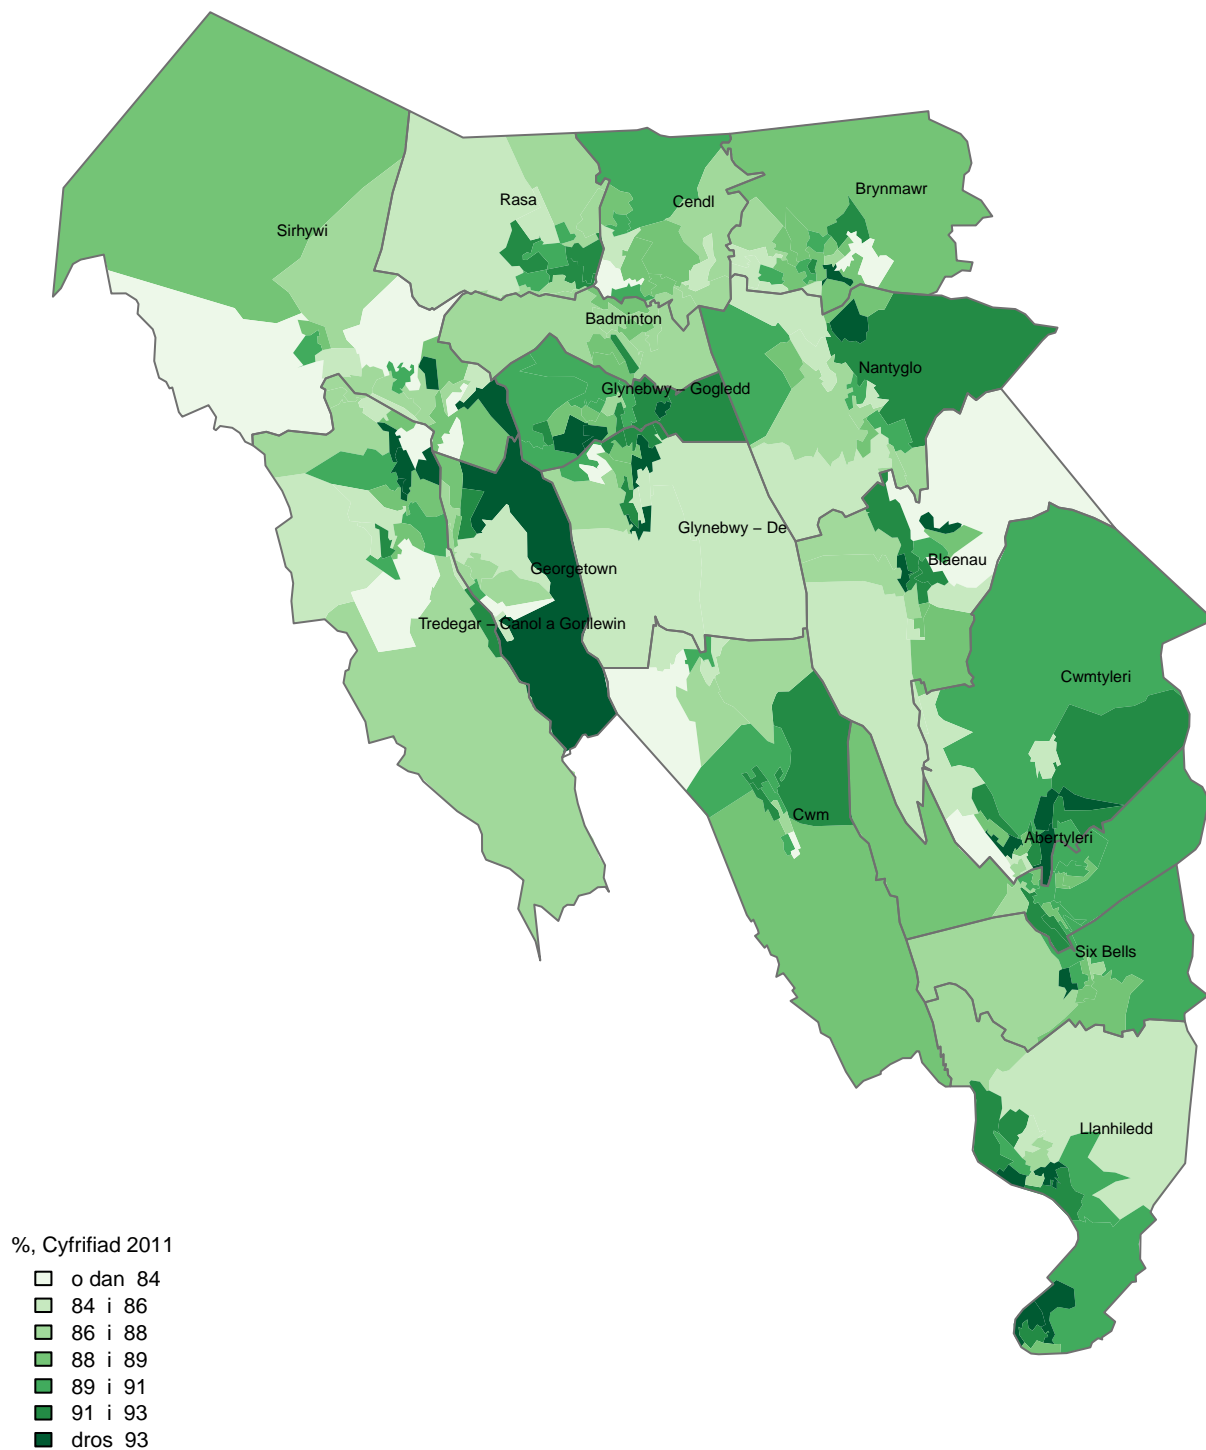 Brynmawr
Rasa
Cendl
Sirhywi
Badminton
Nantyglo
Glynebwy – Gogledd
Glynebwy – De
Blaenau
Georgetown
Tredegar – Canol a Gorllewin
Cwmtyleri
Cwm
Abertyleri
Six Bells
Llanhiledd
%, Cyfrifiad 2011
o dan 84
84 i 86
86 i 88
88 i 89
89 i 91
91 i 93
dros 93